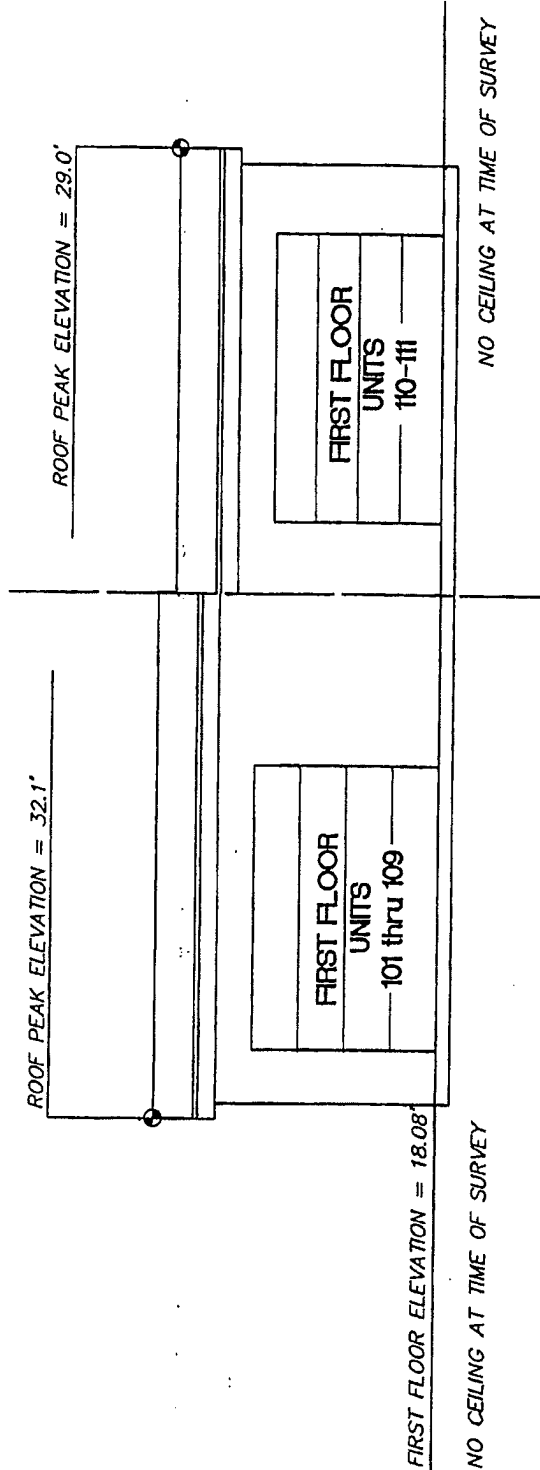 ROOF PEAK ELEVATION = 32.1'
ROOF PEAK ELEVATION = 29.0'
FIRST FLOOR
UNITS
101 thru 109
FIRST FLOOR
UNITS
110-111
FIRST FLOOR ELEVATION = 18.08'
NO CEILING AT TIME OF SURVEY
NO CEILING AT TIME OF SURVEY